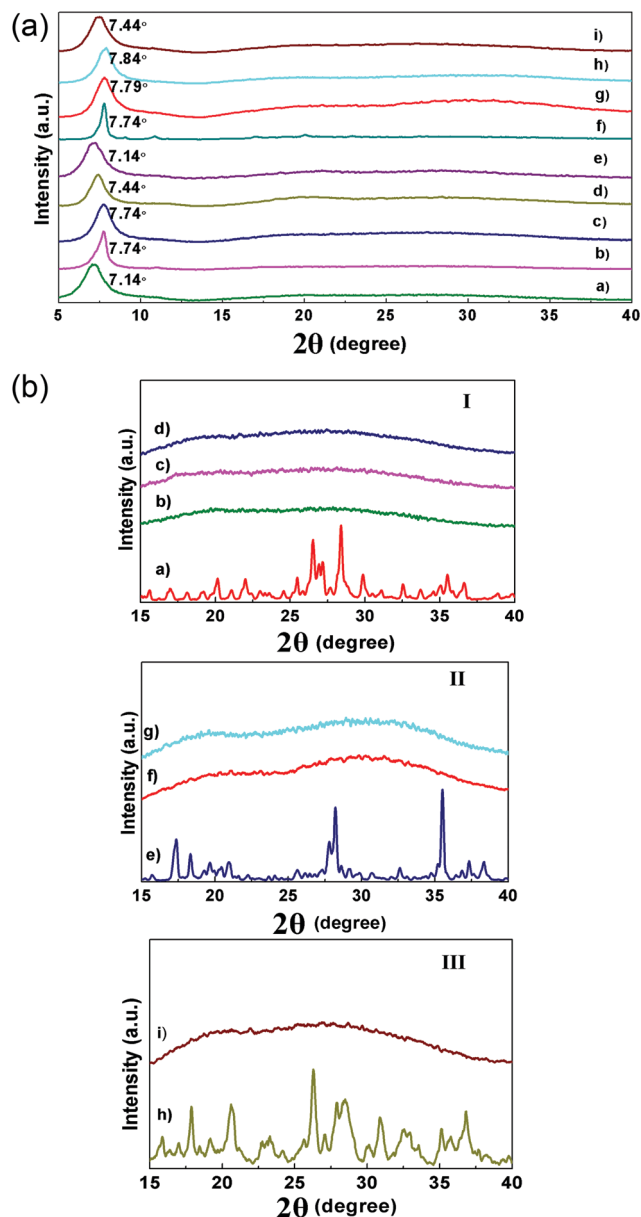 (a)
7.44° i)
7.84° h)
7.79° g)
7.74° f)
7.14° e)
7.44° d)
7.74° c)
7.74° b)
7.14° a)
Intensity (a.u.)
5 10 15 20 25 30 35 40
2θ (degree)
(b)
I
d)
c)
b)
a)
Intensity (a.u.)
15 20 25 30 35 40
2θ (degree)
II
g)
f)
e)
Intensity (a.u.)
15 20 25 30 35 40
2θ (degree)
III
i)
h)
Intensity (a.u.)
15 20 25 30 35 40
2θ (degree)